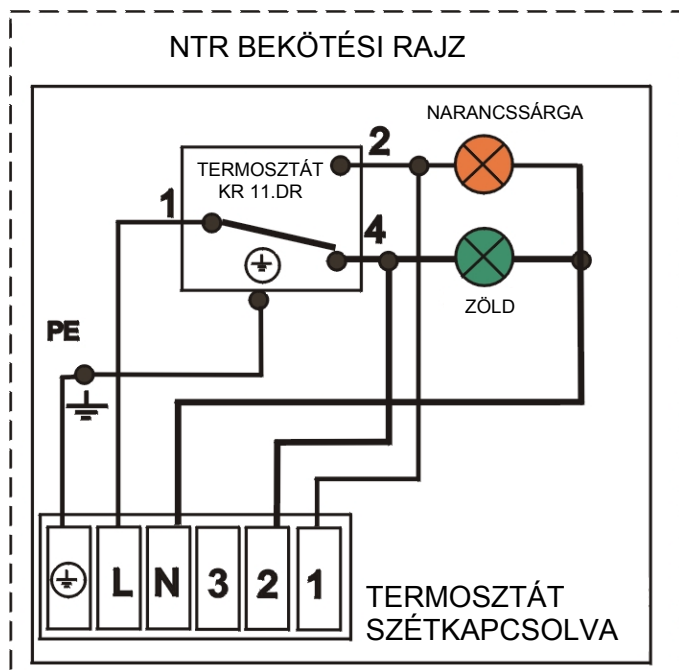 NTR BEKÖTÉSI RAJZ
NARANCSSÁRGA
2
TERMOSZTÁT
KR 11.DR
1
4
ZÖLD
PE
L N 3 2 1
TERMOSZTÁT
SZÉTKAPCSOLVA